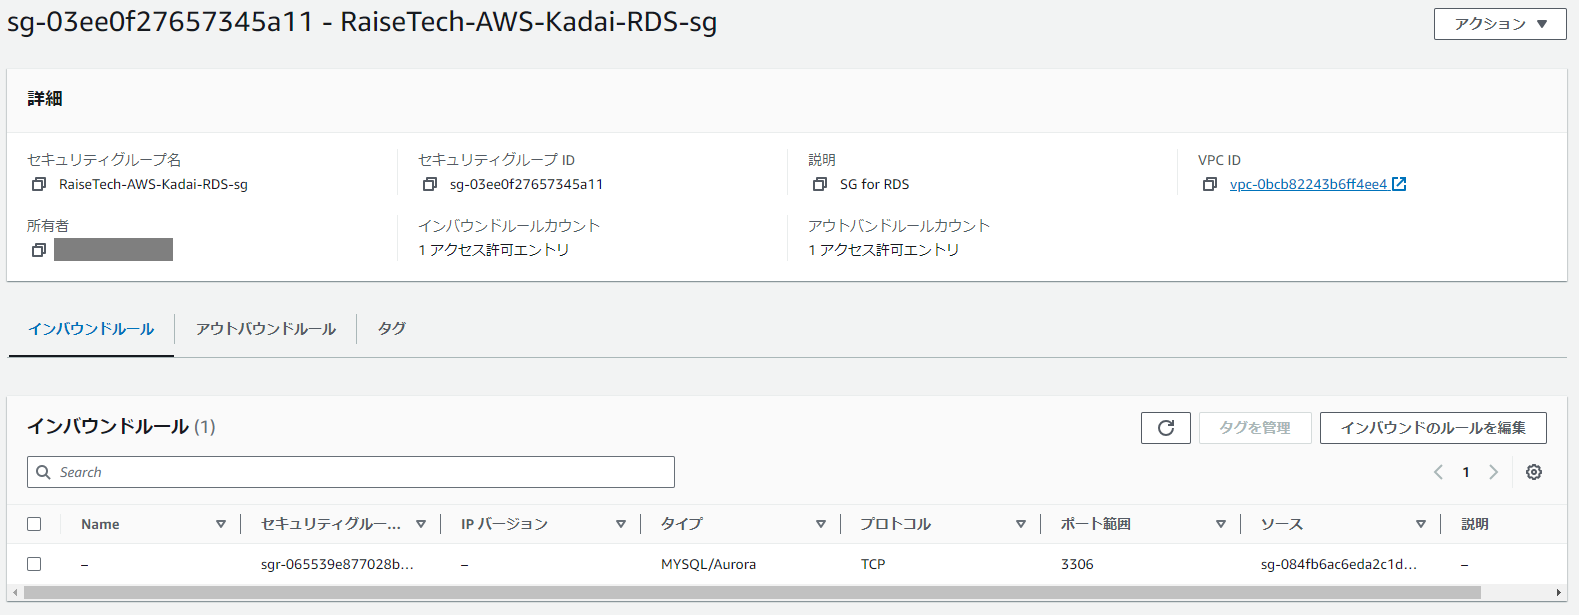 sg-03ee0f27657345a11 - RaiseTech-AWS-Kadai-RDS-sg
アクション
詳細
セキュリティグループ名
RaiseTech-AWS-Kadai-RDS-sg
セキュリティグループ ID
sg-03ee0f27657345a11
説明
SG for RDS
VPC ID
vpc-0bcb82243b6ff4ee4
所有者
インバウンドルールカウント
1 アクセス許可エントリ
アウトバンドルールカウント
1 アクセス許可エントリ
インバウンドルール アウトバウンドルール タグ
インバウンドルール (1)
タグを管理 インバウンドのルールを編集
Search
1
Name セキュリティグルー... IP バージョン タイプ プロトコル ポート範囲 ソース 説明
– sgr-065539e877028b... – MYSQL/Aurora TCP 3306 sg-084fb6ac6eda2c1d... –